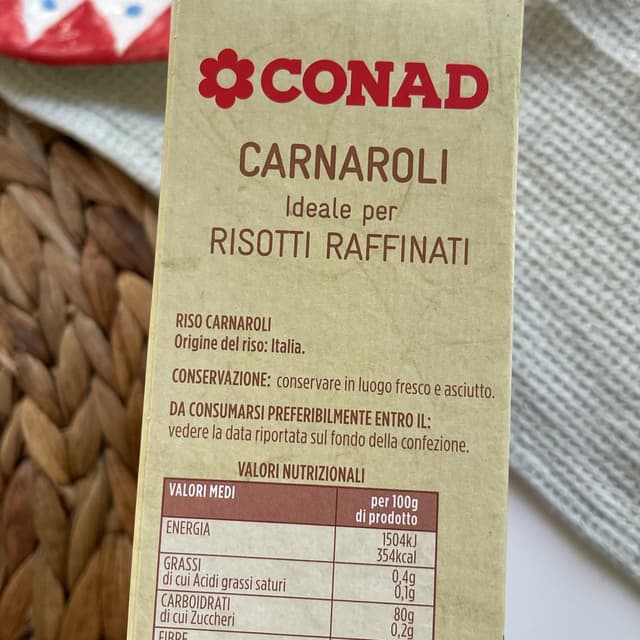 CONAD
CARNAROLI
Ideale per
RISOTTI RAFFINATI
RISO CARNAROLI
Origine del riso: Italia.
CONSERVAZIONE: conservare in luogo fresco e asciutto.
DA CONSUMARSI PREFERIBILMENTE ENTRO IL:
vedere la data riportata sul fondo della confezione.
VALORI NUTRIZIONALI
VALORI MEDI per 100g
di prodotto
ENERGIA 1504kJ
354kcal
GRASSI 0,4g
di cui Acidi grassi saturi 0,1g
CARBOIDRATI 80g
di cui Zuccheri 0,2g
FIBRE